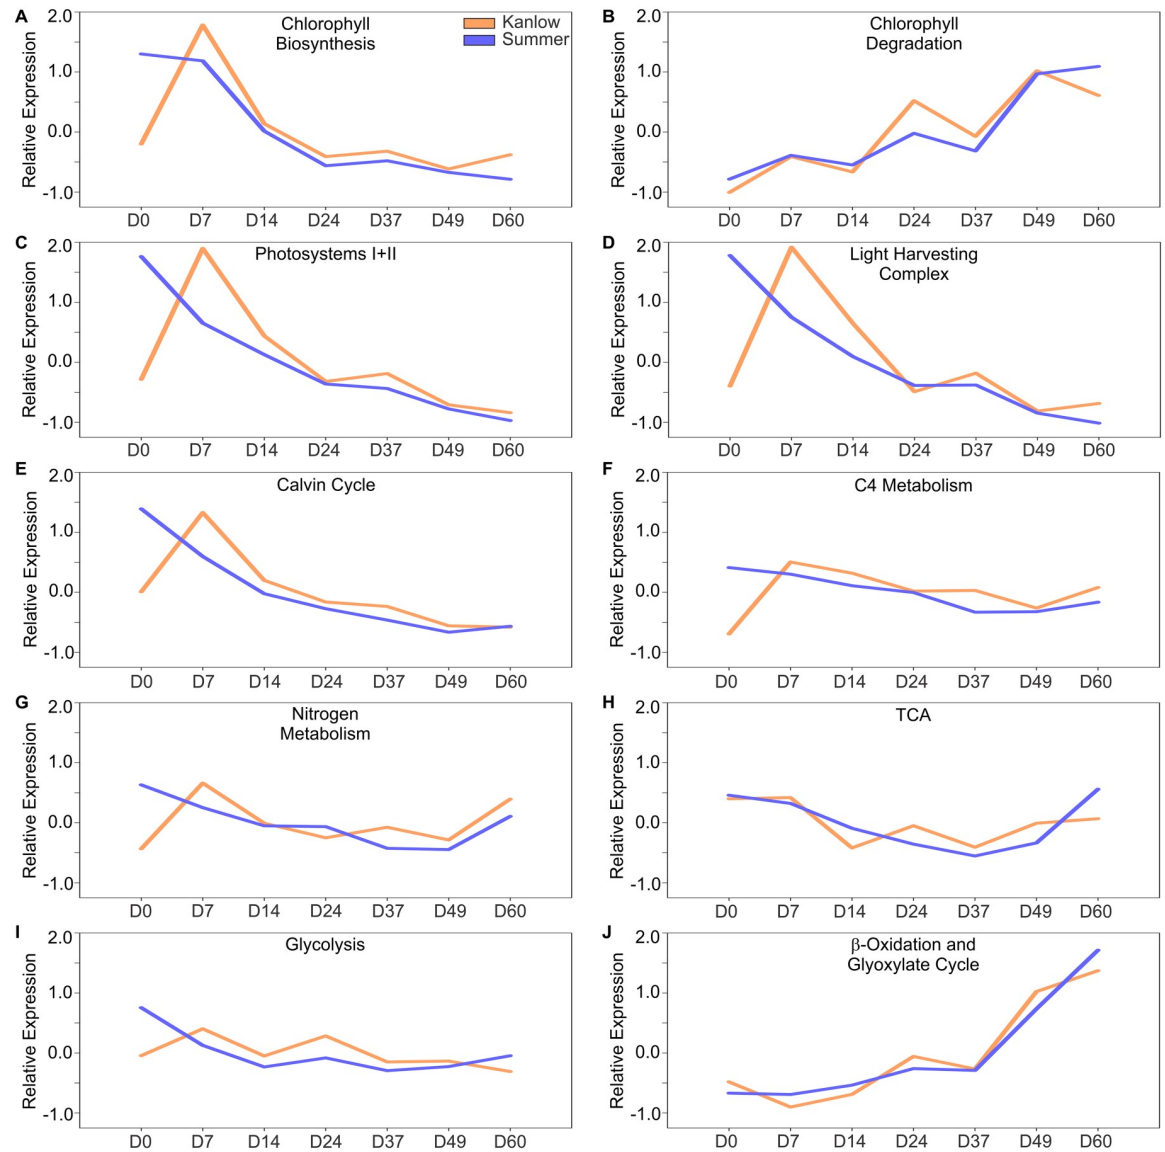 A
Chlorophyll
Biosynthesis
Kanlow
Summer
Relative Expression
2.0
1.0
0.0
-1.0
D0 D7 D14 D24 D37 D49 D60
B
Chlorophyll
Degradation
Relative Expression
2.0
1.0
0.0
-1.0
D0 D7 D14 D24 D37 D49 D60
C
Photosystems I+II
Relative Expression
2.0
1.0
0.0
-1.0
D0 D7 D14 D24 D37 D49 D60
D
Light Harvesting
Complex
Relative Expression
2.0
1.0
0.0
-1.0
D0 D7 D14 D24 D37 D49 D60
E
Calvin Cycle
Relative Expression
2.0
1.0
0.0
-1.0
D0 D7 D14 D24 D37 D49 D60
F
C4 Metabolism
Relative Expression
2.0
1.0
0.0
-1.0
D0 D7 D14 D24 D37 D49 D60
G
Nitrogen
Metabolism
Relative Expression
2.0
1.0
0.0
-1.0
D0 D7 D14 D24 D37 D49 D60
H
TCA
Relative Expression
2.0
1.0
0.0
-1.0
D0 D7 D14 D24 D37 D49 D60
I
Glycolysis
Relative Expression
2.0
1.0
0.0
-1.0
D0 D7 D14 D24 D37 D49 D60
J
β-Oxidation and
Glyoxylate Cycle
Relative Expression
2.0
1.0
0.0
-1.0
D0 D7 D14 D24 D37 D49 D60